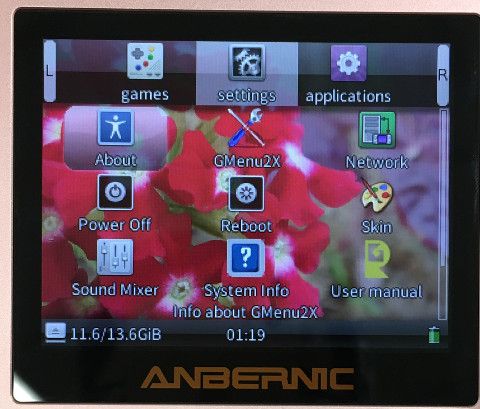 L
R
games settings applications
About GMenu2X Network
Power Off Reboot Skin
Sound Mixer System Info User manual
Info about GMenu2X
11.6/13.6GiB 01:19
ANBERNIC